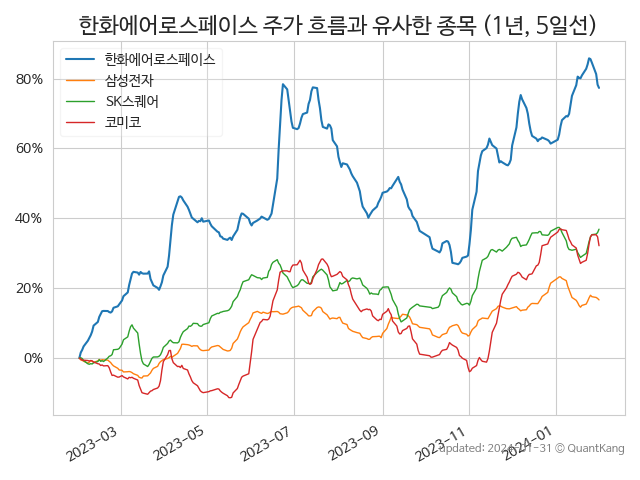 한화에어로스페이스 주가 흐름과 유사한 종목 (1년, 5일선)
한화에어로스페이스
삼성전자
SK스퀘어
코미코
80%
60%
40%
20%
0%
2023-03
2023-05
2023-07
2023-09
2023-11
2024-01
updated: 2024-01-31 © QuantKang